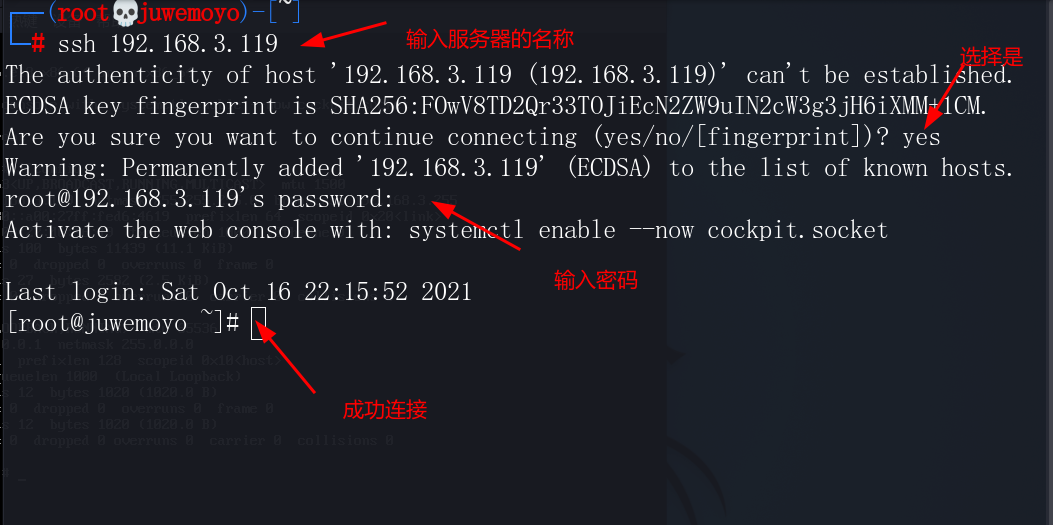 (root💀juwemoyo)-[~]
# ssh 192.168.3.119
输入服务器的名称
选择是
The authenticity of host '192.168.3.119 (192.168.3.119)' can't be established.
ECDSA key fingerprint is SHA256:FOwV8TD2Qr33T0JiEcN2ZW9uIN2cW3g3jH6iXMM+1CM.
Are you sure you want to continue connecting (yes/no/[fingerprint])? yes
Warning: Permanently added '192.168.3.119' (ECDSA) to the list of known hosts.
root@192.168.3.119's password:
Activate the web console with: systemctl enable --now cockpit.socket
输入密码
Last login: Sat Oct 16 22:15:52 2021
[root@juwemoyo ~]#
成功连接